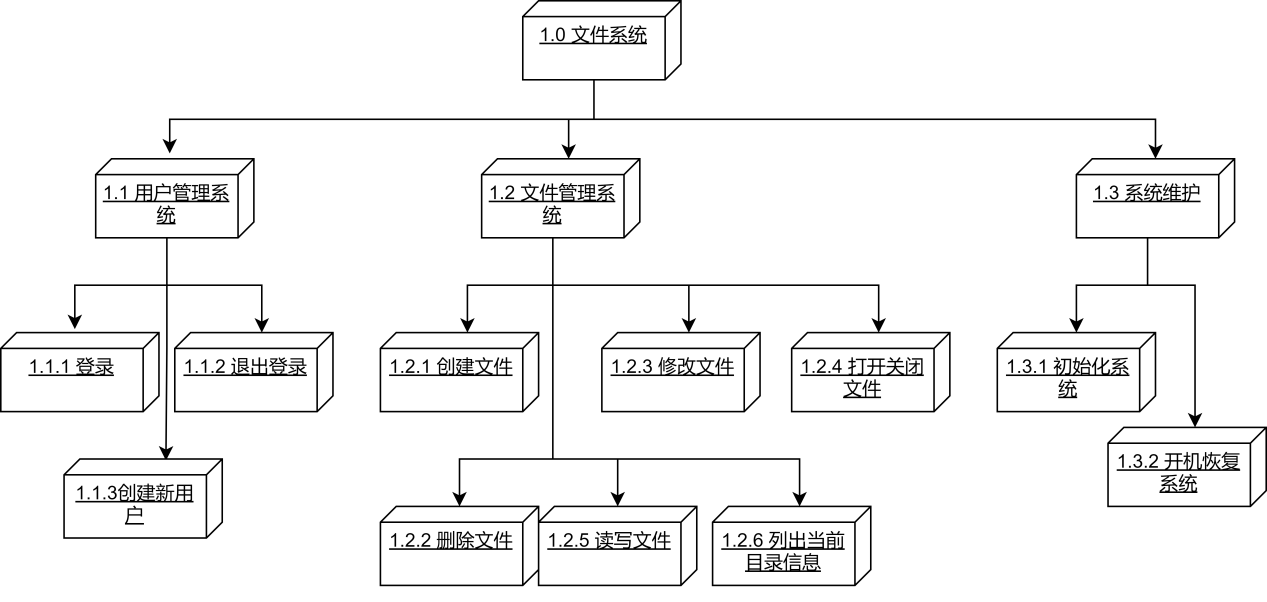 1.0 文件系统
1.1 用户管理系
统
1.2 文件管理系
统
1.3 系统维护
1.1.1 登录
1.1.2 退出登录
1.2.1 创建文件
1.2.3 修改文件
1.2.4 打开关闭
文件
1.3.1 初始化系
统
1.3.2 开机恢复
系统
1.1.3创建新用
户
1.2.2 删除文件
1.2.5 读写文件
1.2.6 列出当前
目录信息